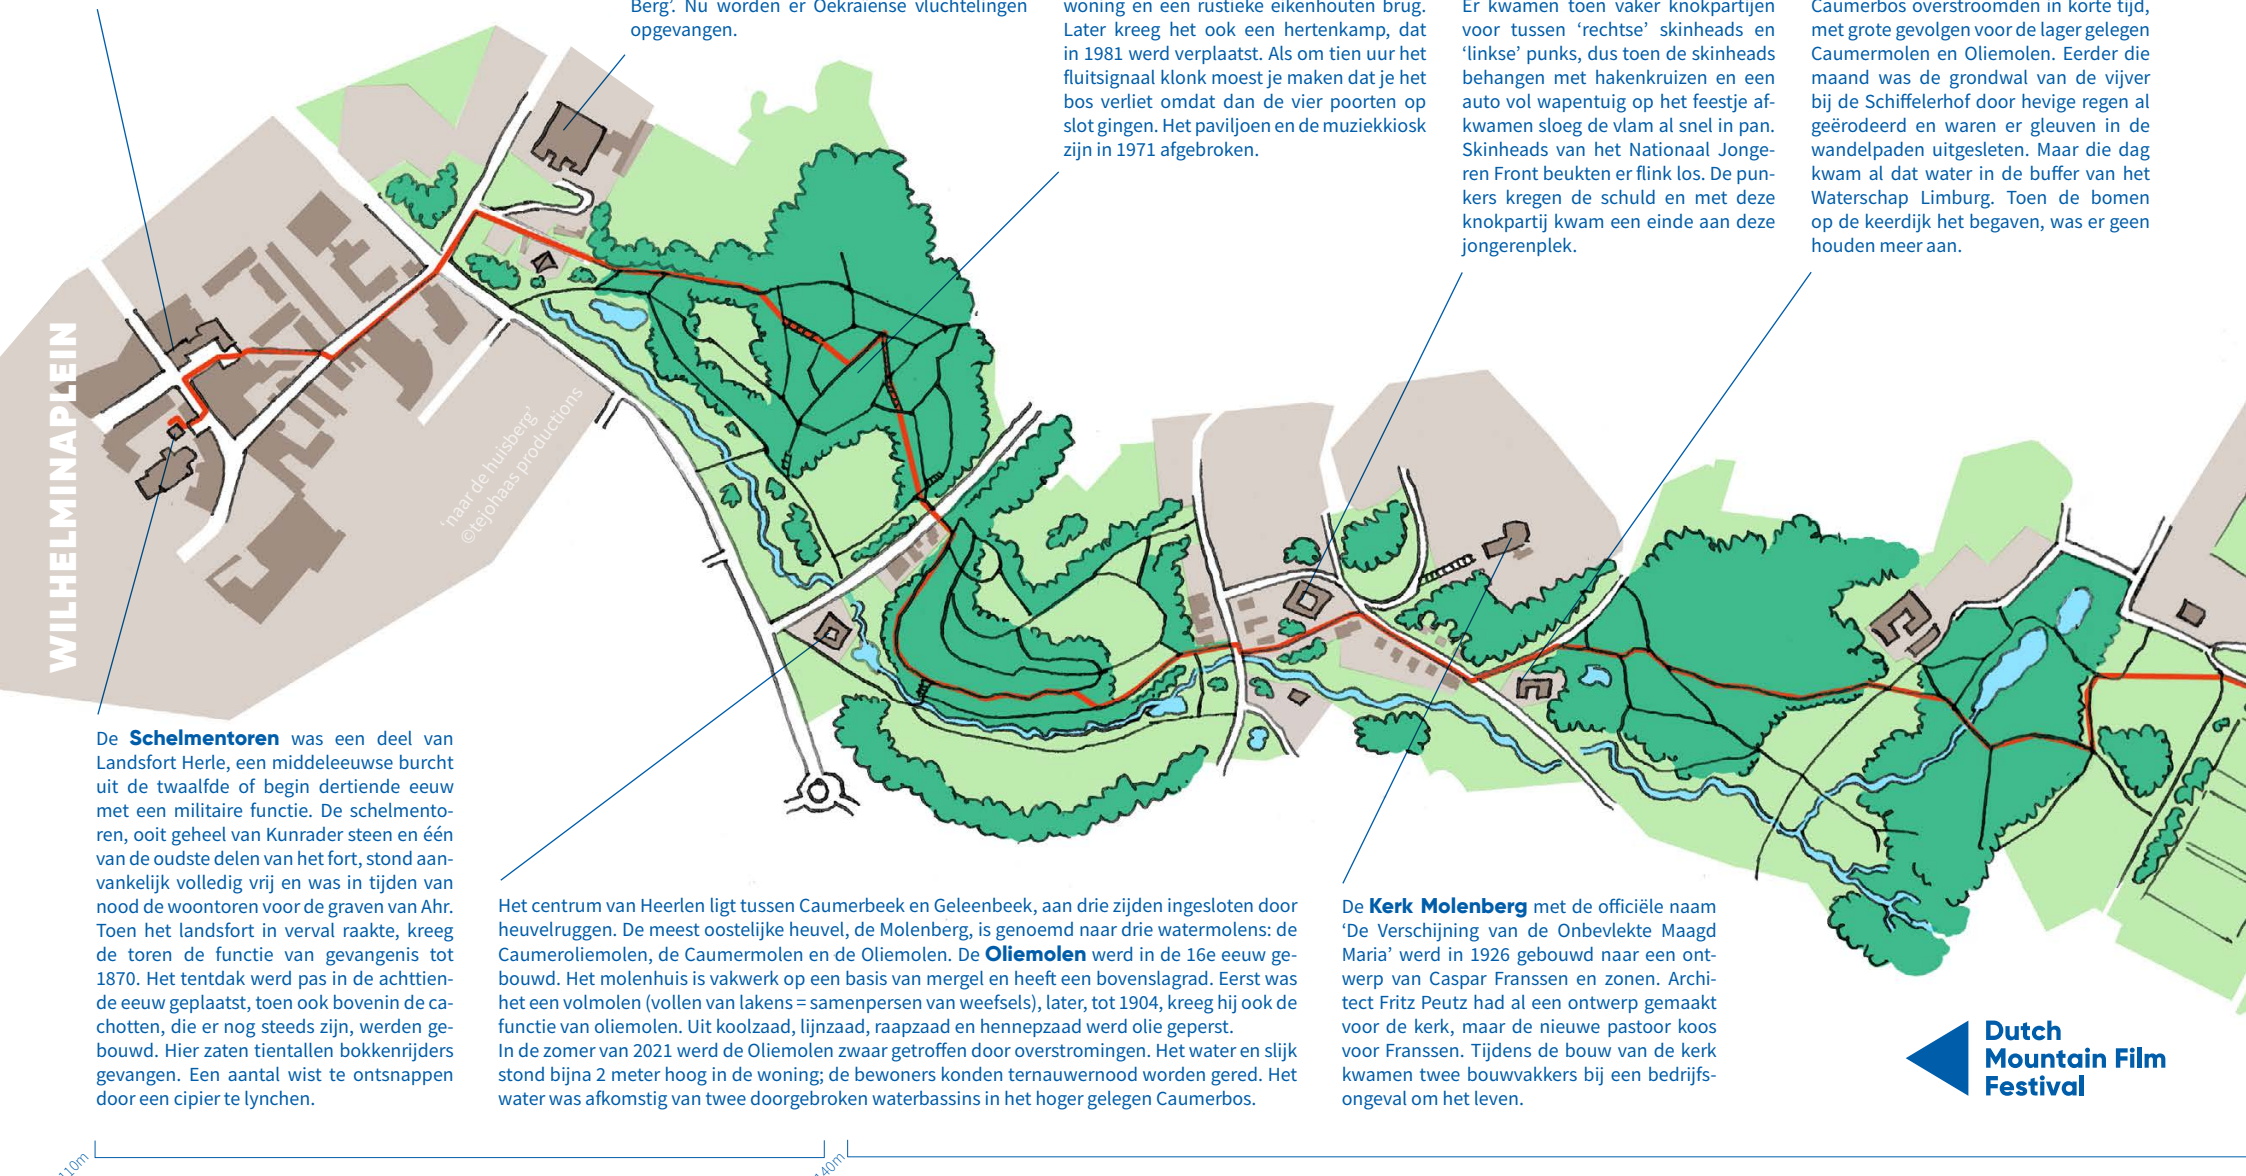 Berg’. Nu worden er Oekraïense vluchtelingen
opgevangen.
woning en een rustieke eikenhouten brug.
Later kreeg het ook een hertenkamp, dat
in 1981 werd verplaatst. Als om tien uur het
fluitsignaal klonk moest je maken dat je het
bos verliet omdat dan de vier poorten op
slot gingen. Het paviljoen en de muziekkiosk
zijn in 1971 afgebroken.
Er kwamen toen vaker knokpartijen
voor tussen ‘rechtse’ skinheads en
‘linkse’ punks, dus toen de skinheads
behangen met hakenkruizen en een
auto vol wapentuig op het feestje af-
kwamen sloeg de vlam al snel in pan.
Skinheads van het Nationaal Jonge-
ren Front beukten er flink los. De pun-
kers kregen de schuld en met deze
knokpartij kwam een einde aan deze
jongerenplek.
Caumerbos overstroomden in korte tijd,
met grote gevolgen voor de lager gelegen
Caumermolen en Oliemolen. Eerder die
maand was de grondwal van de vijver
bij de Schiffelerhof door hevige regen al
geërodeerd en waren er gleuven in de
wandelpaden uitgesleten. Maar die dag
kwam al dat water in de buffer van het
Waterschap Limburg. Toen de bomen
op de keerdijk het begaven, was er geen
houden meer aan.
WILHELMINAPLEIN
‘naar de huisberg’
©tejohaas productions
De Schelmentoren was een deel van
Landsfort Herle, een middeleeuwse burcht
uit de twaalfde of begin dertiende eeuw
met een militaire functie. De schelmento-
ren, ooit geheel van Kunrader steen en één
van de oudste delen van het fort, stond aan-
vankelijk volledig vrij en was in tijden van
nood de woontoren voor de graven van Ahr.
Toen het landsfort in verval raakte, kreeg
de toren de functie van gevangenis tot
1870. Het tentdak werd pas in de achttien-
de eeuw geplaatst, toen ook bovenin de ca-
chotten, die er nog steeds zijn, werden ge-
bouwd. Hier zaten tientallen bokkenrijders
gevangen. Een aantal wist te ontsnappen
door een cipier te lynchen.
Het centrum van Heerlen ligt tussen Caumerbeek en Geleenbeek, aan drie zijden ingesloten door
heuvelruggen. De meest oostelijke heuvel, de Molenberg, is genoemd naar drie watermolens: de
Caumeroliemolen, de Caumermolen en de Oliemolen. De Oliemolen werd in de 16e eeuw ge-
bouwd. Het molenhuis is vakwerk op een basis van mergel en heeft een bovenslagrad. Eerst was
het een volmolen (vollen van lakens = samenpersen van weefsels), later, tot 1904, kreeg hij ook de
functie van oliemolen. Uit koolzaad, lijnzaad, raapzaad en hennepzaad werd olie geperst.
In de zomer van 2021 werd de Oliemolen zwaar getroffen door overstromingen. Het water en slijk
stond bijna 2 meter hoog in de woning; de bewoners konden ternauwernood worden gered. Het
water was afkomstig van twee doorgebroken waterbassins in het hoger gelegen Caumerbos.
De Kerk Molenberg met de officiële naam
‘De Verschijning van de Onbevlekte Maagd
Maria’ werd in 1926 gebouwd naar een ont-
werp van Caspar Franssen en zonen. Archi-
tect Fritz Peutz had al een ontwerp gemaakt
voor de kerk, maar de nieuwe pastoor koos
voor Franssen. Tijdens de bouw van de kerk
kwamen twee bouwvakkers bij een bedrijfs-
ongeval om het leven.
Dutch
Mountain Film
Festival
110m
140m